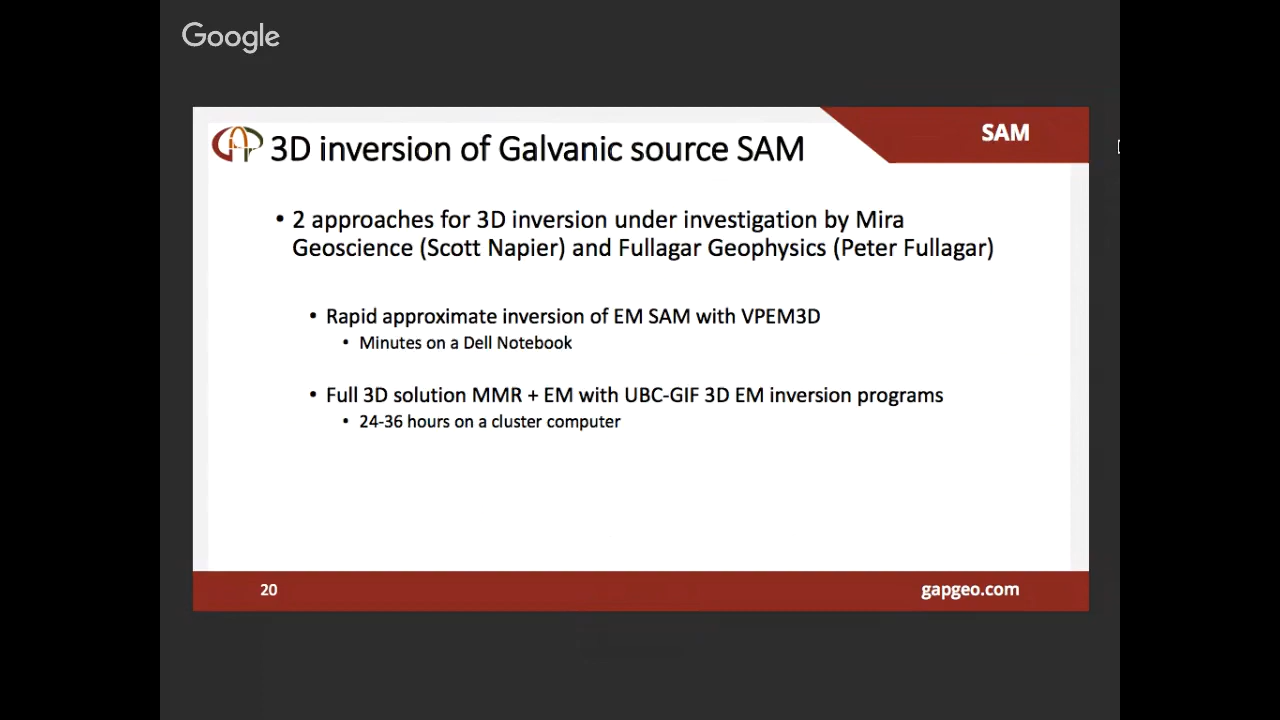 Google
SAM
3D inversion of Galvanic source SAM
• 2 approaches for 3D inversion under investigation by Mira
Geoscience (Scott Napier) and Fullagar Geophysics (Peter Fullagar)
• Rapid approximate inversion of EM SAM with VPEM3D
• Minutes on a Dell Notebook
• Full 3D solution MMR + EM with UBC-GIF 3D EM inversion programs
• 24-36 hours on a cluster computer
20
gapgeo.com